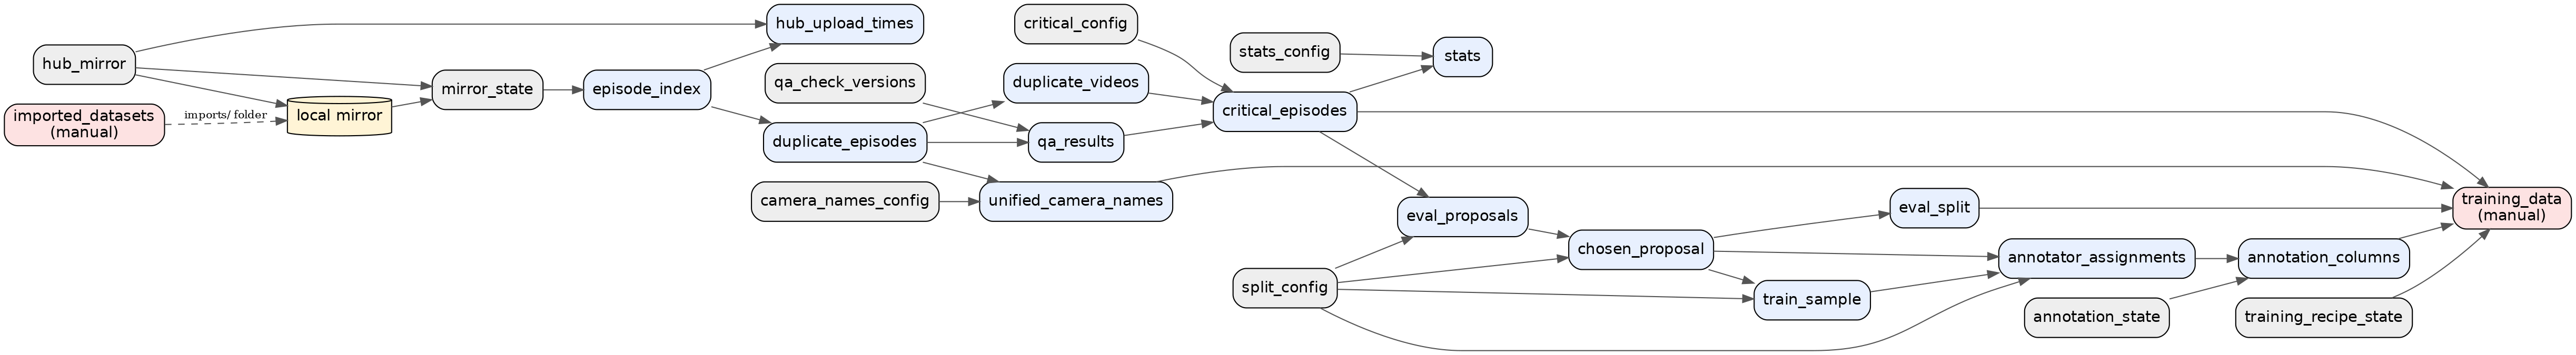 hub_mirror
imported_datasets
(manual)
imports/ folder
local mirror
mirror_state
episode_index
hub_upload_times
qa_check_versions
duplicate_episodes
camera_names_config
critical_config
duplicate_videos
qa_results
unified_camera_names
stats_config
critical_episodes
split_config
stats
eval_proposals
chosen_proposal
train_sample
eval_split
annotator_assignments
annotation_state
annotation_columns
training_recipe_state
training_data
(manual)